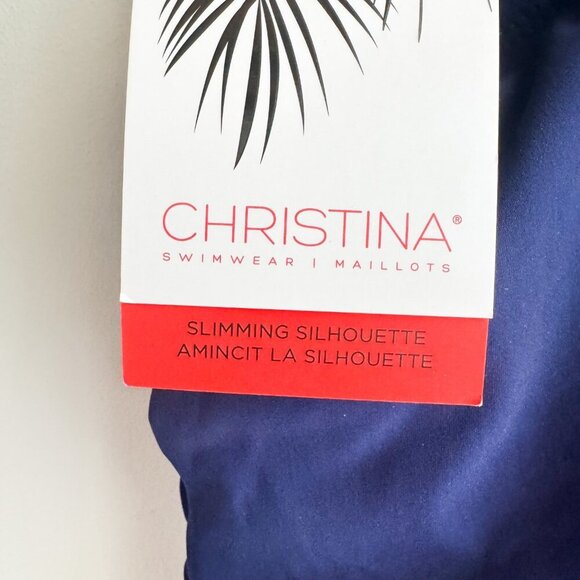 CHRISTINA®
SWIMWEAR | MAILLOTS
SLIMMING SILHOUETTE
AMINCIT LA SILHOUETTE